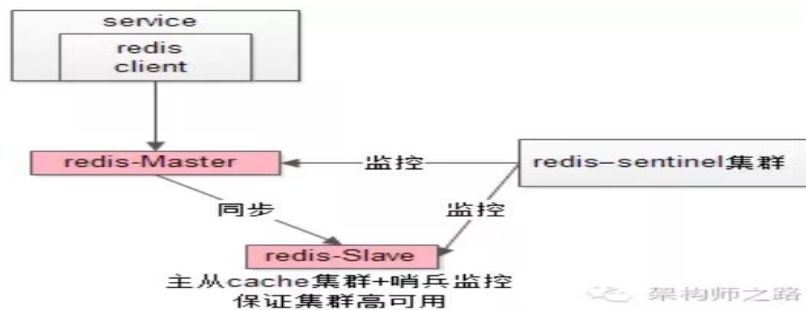 service
redis
client
redis-Master
监控
redis-sentinel集群
同步
监控
redis-Slave
主从cache集群+哨兵监控
保证集群高可用
架构师之路